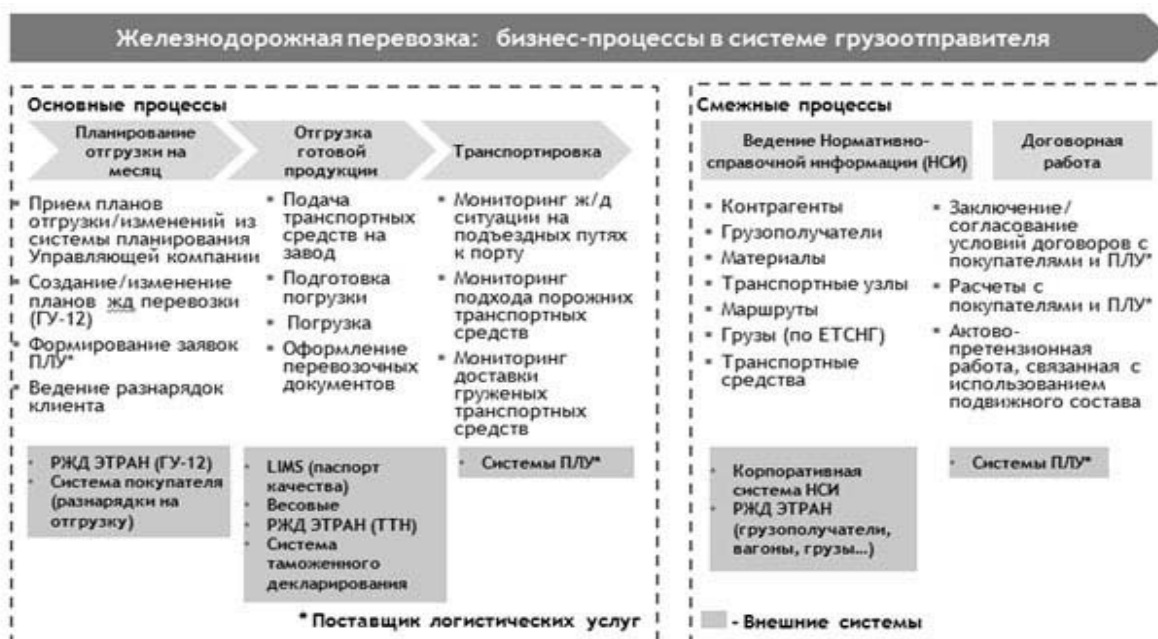 Железнодорожная перевозка: бизнес-процессы в системе грузоотправителя
Основные процессы
Планирование
отгрузки на
месяц
Отгрузка
готовой
продукции
Транспортировка
Прием планов
отгрузки/изменений из
системы планирования
Управляющей компании
Создание/изменение
планов жд перевозки
(ГУ-12)
Формирование заявок
ПЛУ*
Ведение разнарядок
клиента
Подача
транспортных
средств на
завод
Подготовка
погрузки
Погрузка
Оформление
перевозочных
документов
Мониторинг ж/д
ситуации на
подъездных путях
к порту
Мониторинг
подхода порожних
транспортных
средств
Мониторинг
доставки
груженых
транспортных
средств
РЖД ЭТРАН (ГУ-12)
Система покупателя
(разнарядки на
отгрузку)
LIMS (паспорт
качества)
Весовые
РЖД ЭТРАН (ТТН)
Система
таможенного
декларирования
Системы ПЛУ*
* Поставщик логистических услуг
Смежные процессы
Ведение Нормативно-
справочной информации (НСИ)
Договорная
работа
Контрагенты
Грузополучатели
Материалы
Транспортные узлы
Маршруты
Грузы (по ЕТСНГ)
Транспортные
средства
Заключение/
согласование
условий договоров с
покупателями и ПЛУ*
Расчеты с
покупателями и ПЛУ*
Актово-
претензионная
работа, связанная с
использованием
подвижного состава
Корпоративная
система НСИ
РЖД ЭТРАН
(грузополучатели,
вагоны, грузы...)
Системы ПЛУ*
- Внешние системы